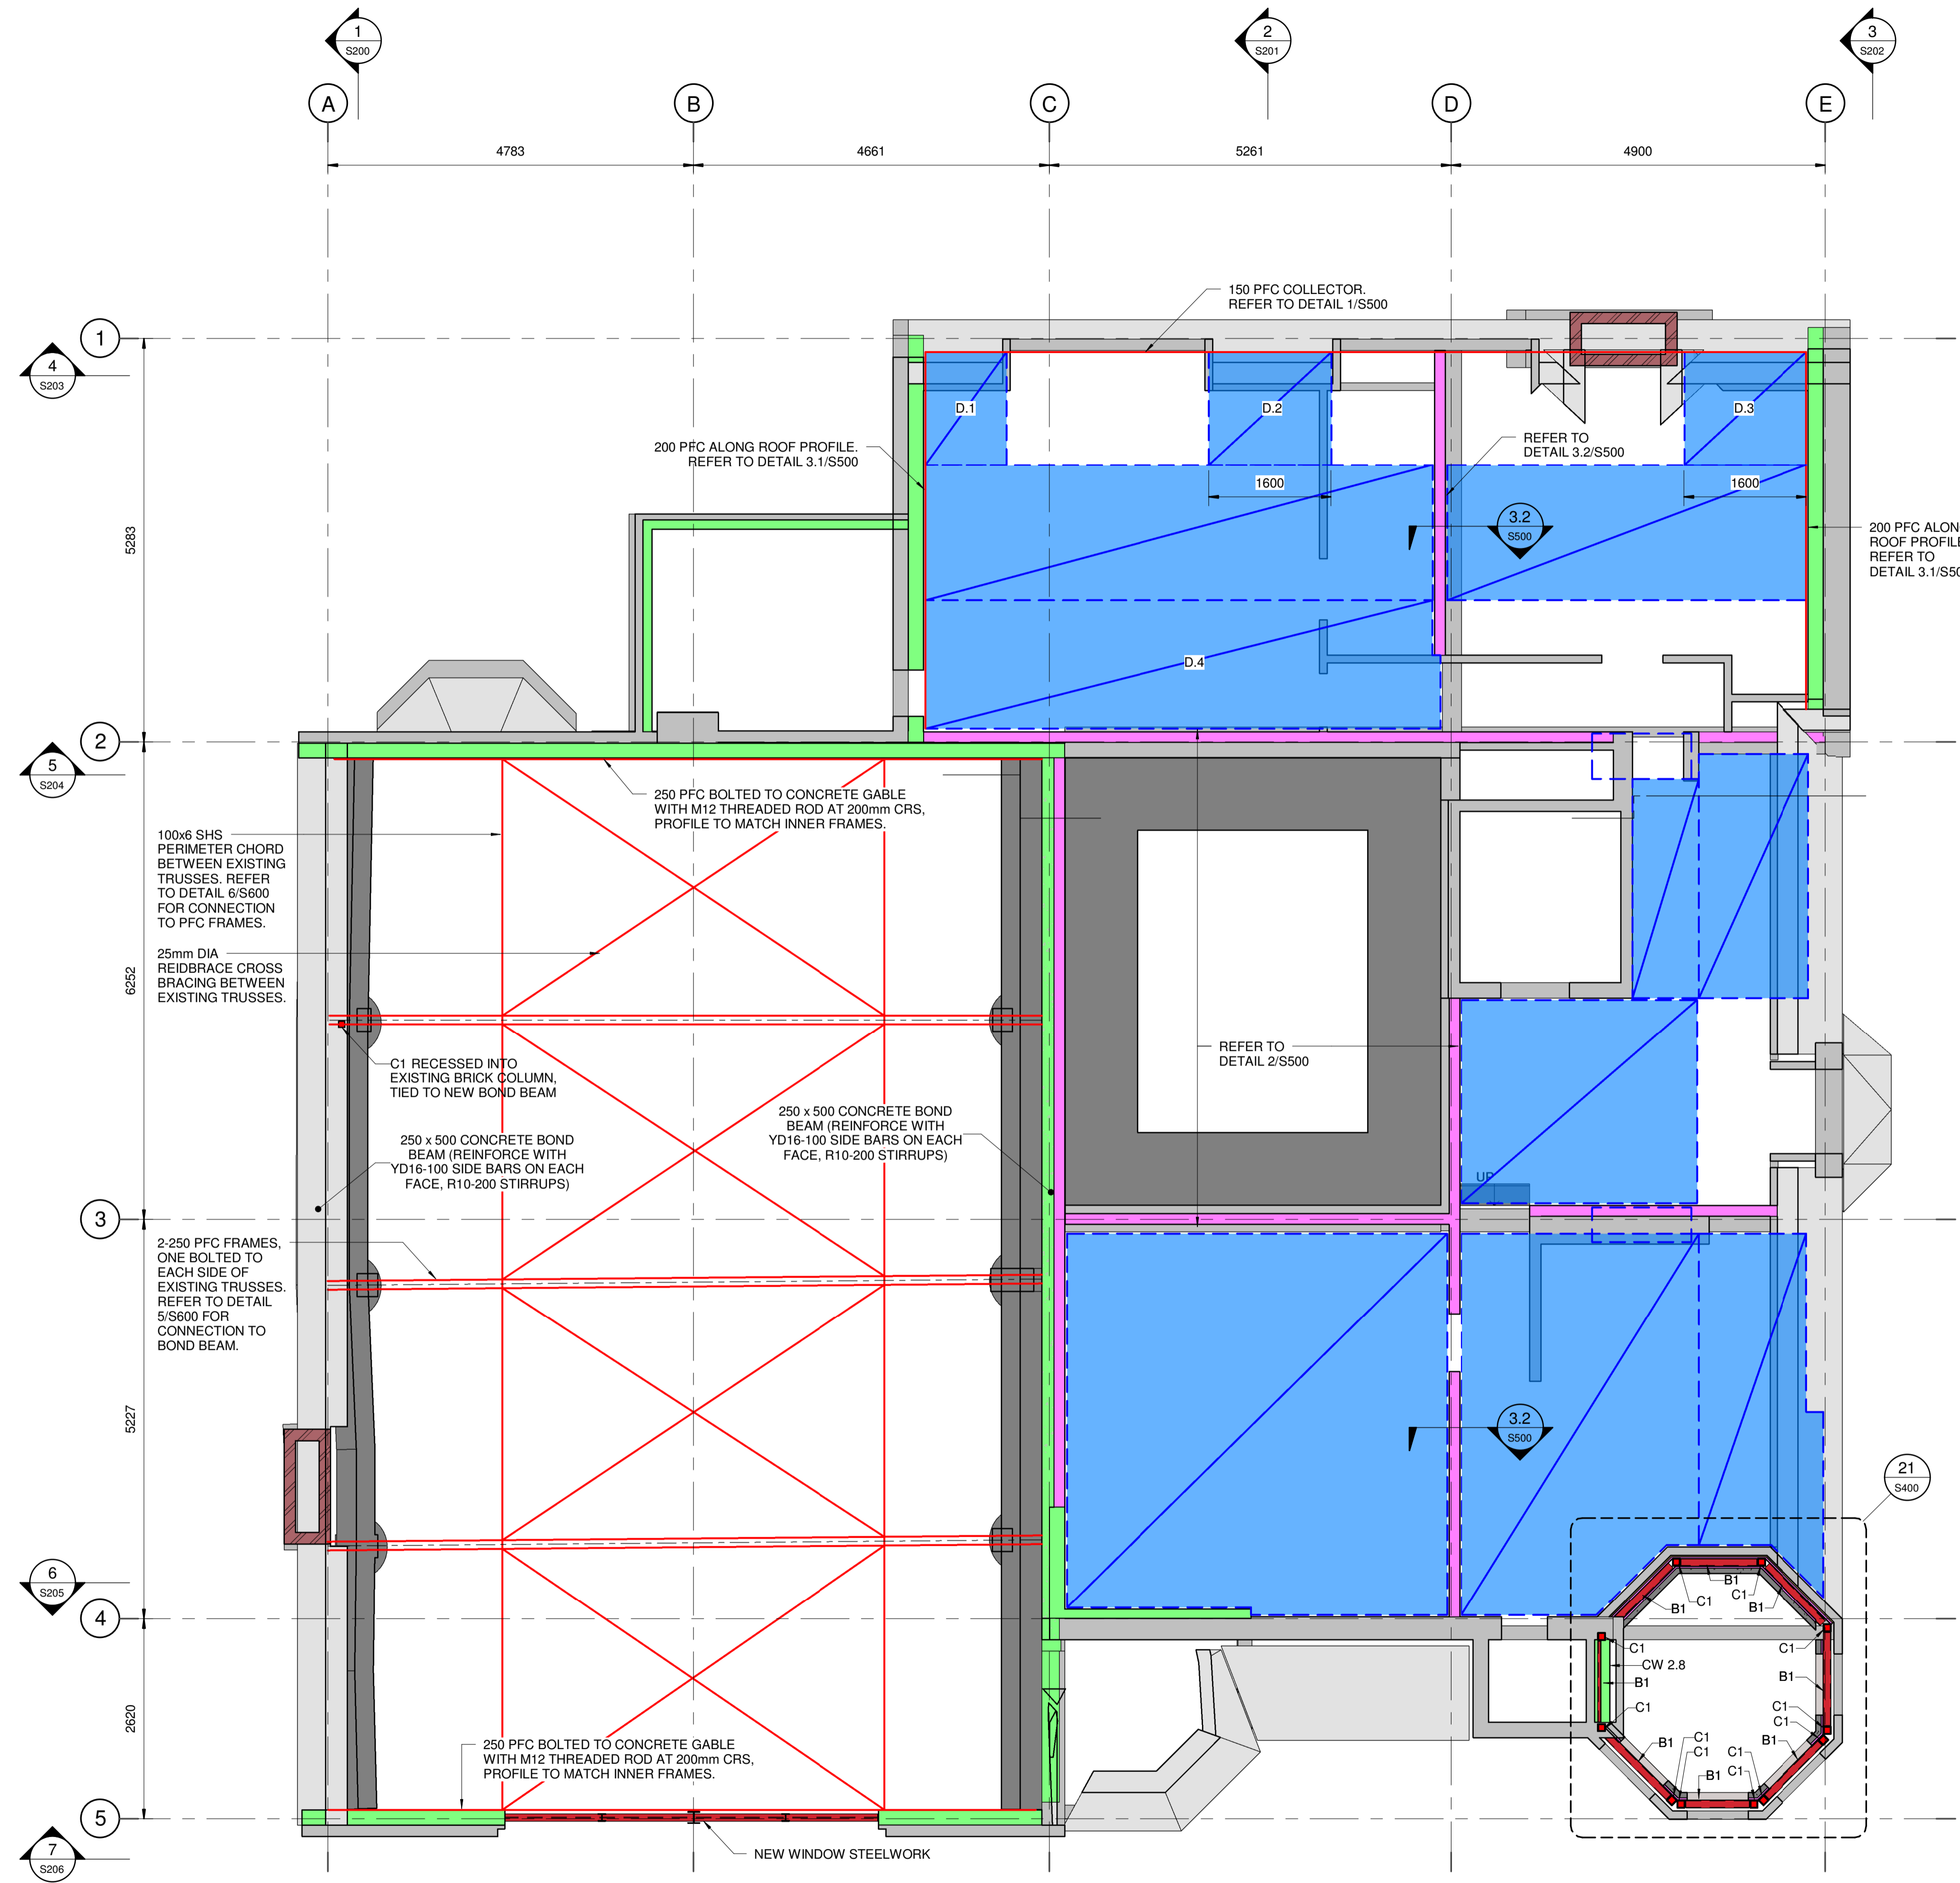 1
S200
2
S201
3
S202
A
B
C
D
E
4783
4661
5261
4900
150 PFC COLLECTOR.
REFER TO DETAIL 1/S500
1
4
S203
D.1
D.2
D.3
200 PFC ALONG ROOF PROFILE.
REFER TO DETAIL 3.1/S500
REFER TO
DETAIL 3.2/S500
1600
1600
3.2
S500
5283
200 PFC ALON
ROOF PROFILE
REFER TO
DETAIL 3.1/S50
D.4
2
5
S204
250 PFC BOLTED TO CONCRETE GABLE
WITH M12 THREADED ROD AT 200mm CRS,
PROFILE TO MATCH INNER FRAMES.
100x6 SHS
PERIMETER CHORD
BETWEEN EXISTING
TRUSSES. REFER
TO DETAIL 6/S600
FOR CONNECTION
TO PFC FRAMES.
25mm DIA
REIDBRACE CROSS
BRACING BETWEEN
EXISTING TRUSSES.
6252
C1 RECESSED INTO
EXISTING BRICK COLUMN,
TIED TO NEW BOND BEAM
REFER TO
DETAIL 2/S500
250 x 500 CONCRETE BOND
BEAM (REINFORCE WITH
YD16-100 SIDE BARS ON EACH
FACE, R10-200 STIRRUPS)
250 x 500 CONCRETE BOND
BEAM (REINFORCE WITH
YD16-100 SIDE BARS ON EACH
FACE, R10-200 STIRRUPS)
UP
3
2-250 PFC FRAMES,
ONE BOLTED TO
EACH SIDE OF
EXISTING TRUSSES.
REFER TO DETAIL
5/S600 FOR
CONNECTION TO
BOND BEAM.
5227
3.2
S500
21
S400
6
S205
4
B1
C1
B1
C1
B1
C1
C1
CW 2.8
B1
B1
C1
C1
C1
B1
B1
C1
C1
C1
C1
B1
2620
250 PFC BOLTED TO CONCRETE GABLE
WITH M12 THREADED ROD AT 200mm CRS,
PROFILE TO MATCH INNER FRAMES.
5
7
S206
NEW WINDOW STEELWORK